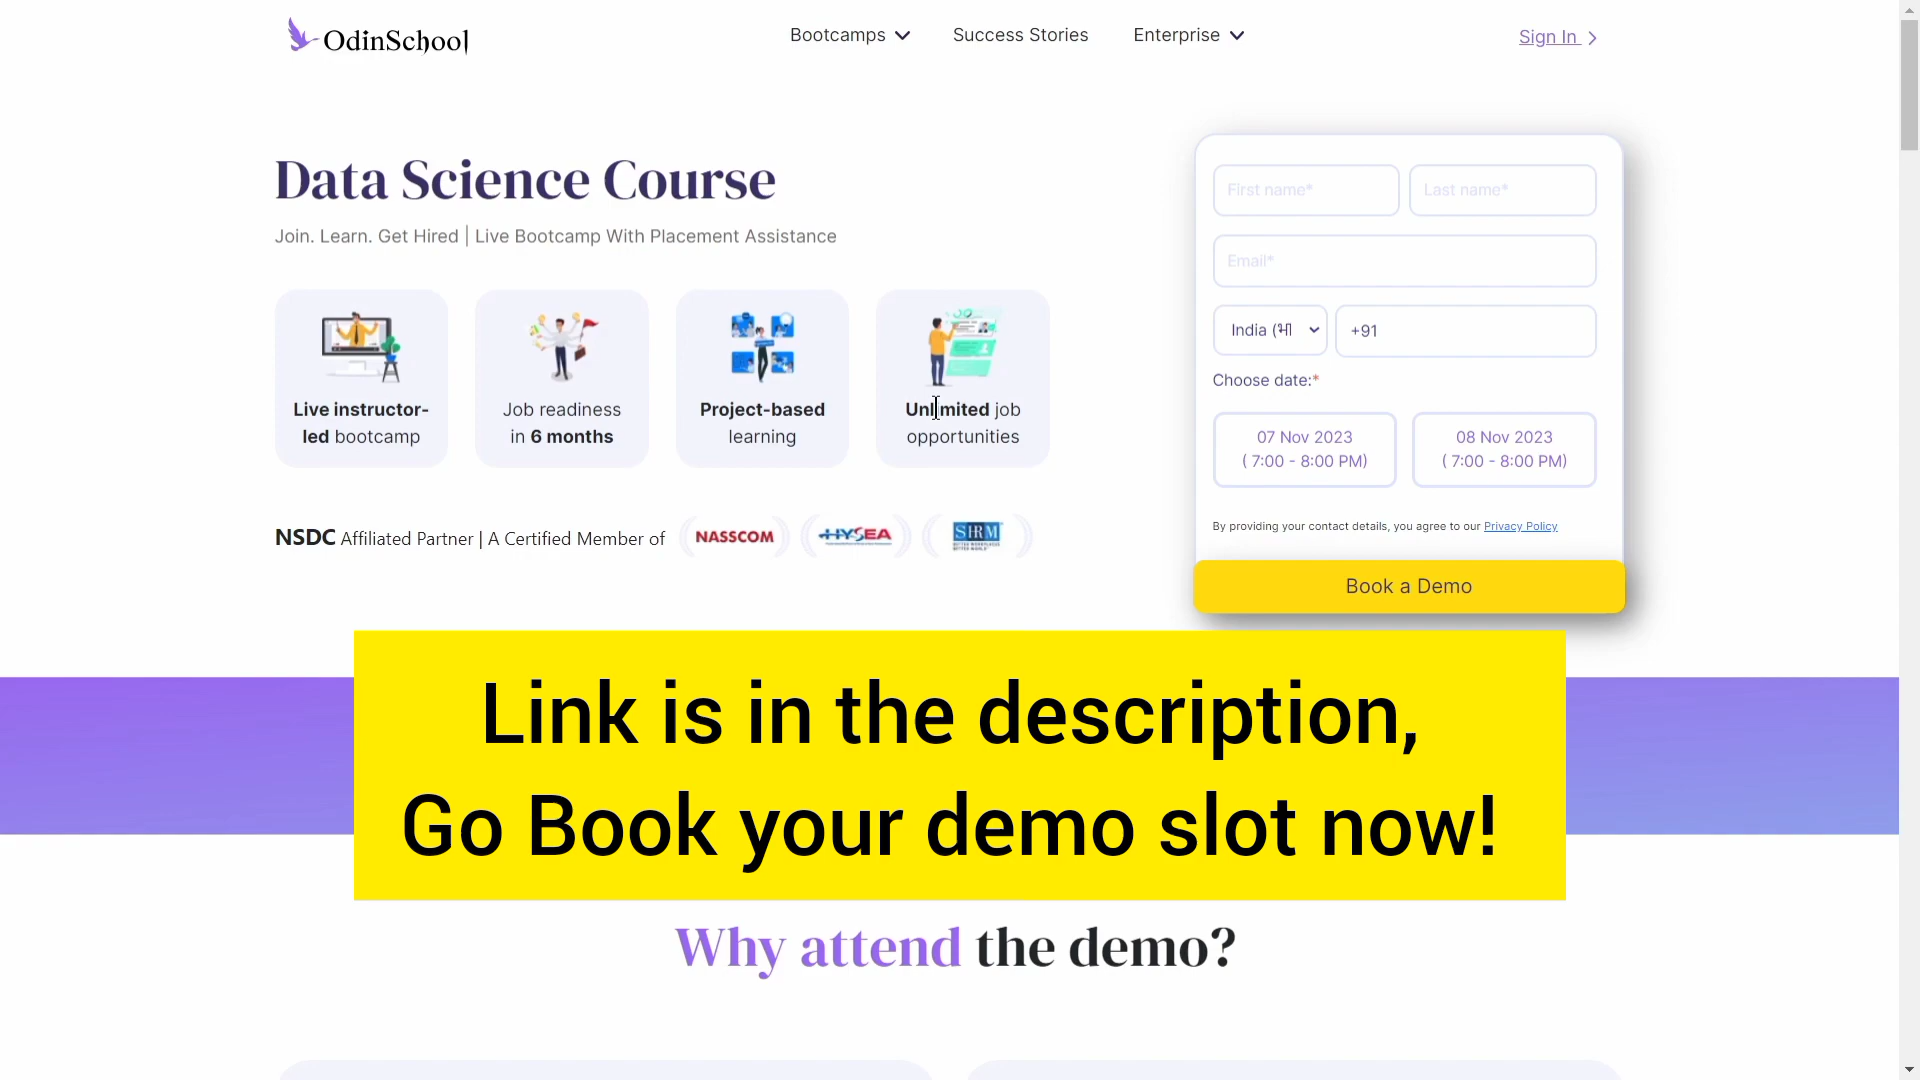 OdinSchool
Bootcamps
Success Stories
Enterprise
Sign In
Data Science Course
Join. Learn. Get Hired | Live Bootcamp With Placement Assistance
Live instructor-
led bootcamp
Job readiness
in 6 months
Project-based
learning
Unlimited job
opportunities
NSDC Affiliated Partner | A Certified Member of
NASSCOM
HYSEA
SHRM
First name*
Last name*
Email*
India (भा
+91
Choose date:*
07 Nov 2023
( 7:00 - 8:00 PM)
08 Nov 2023
( 7:00 - 8:00 PM)
By providing your contact details, you agree to our Privacy Policy
Book a Demo
Link is in the description,
Go Book your demo slot now!
Why attend the demo?